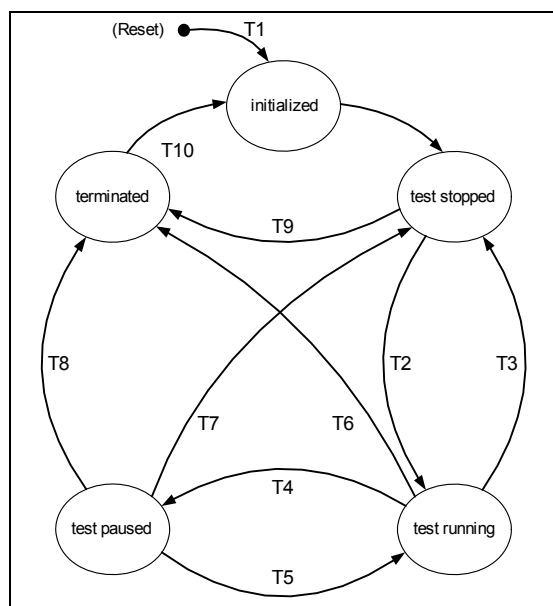 (Reset)
T1
initialized
T10
terminated
test stopped
T9
T8
T7
T6
T2
T3
T4
test paused
test running
T5